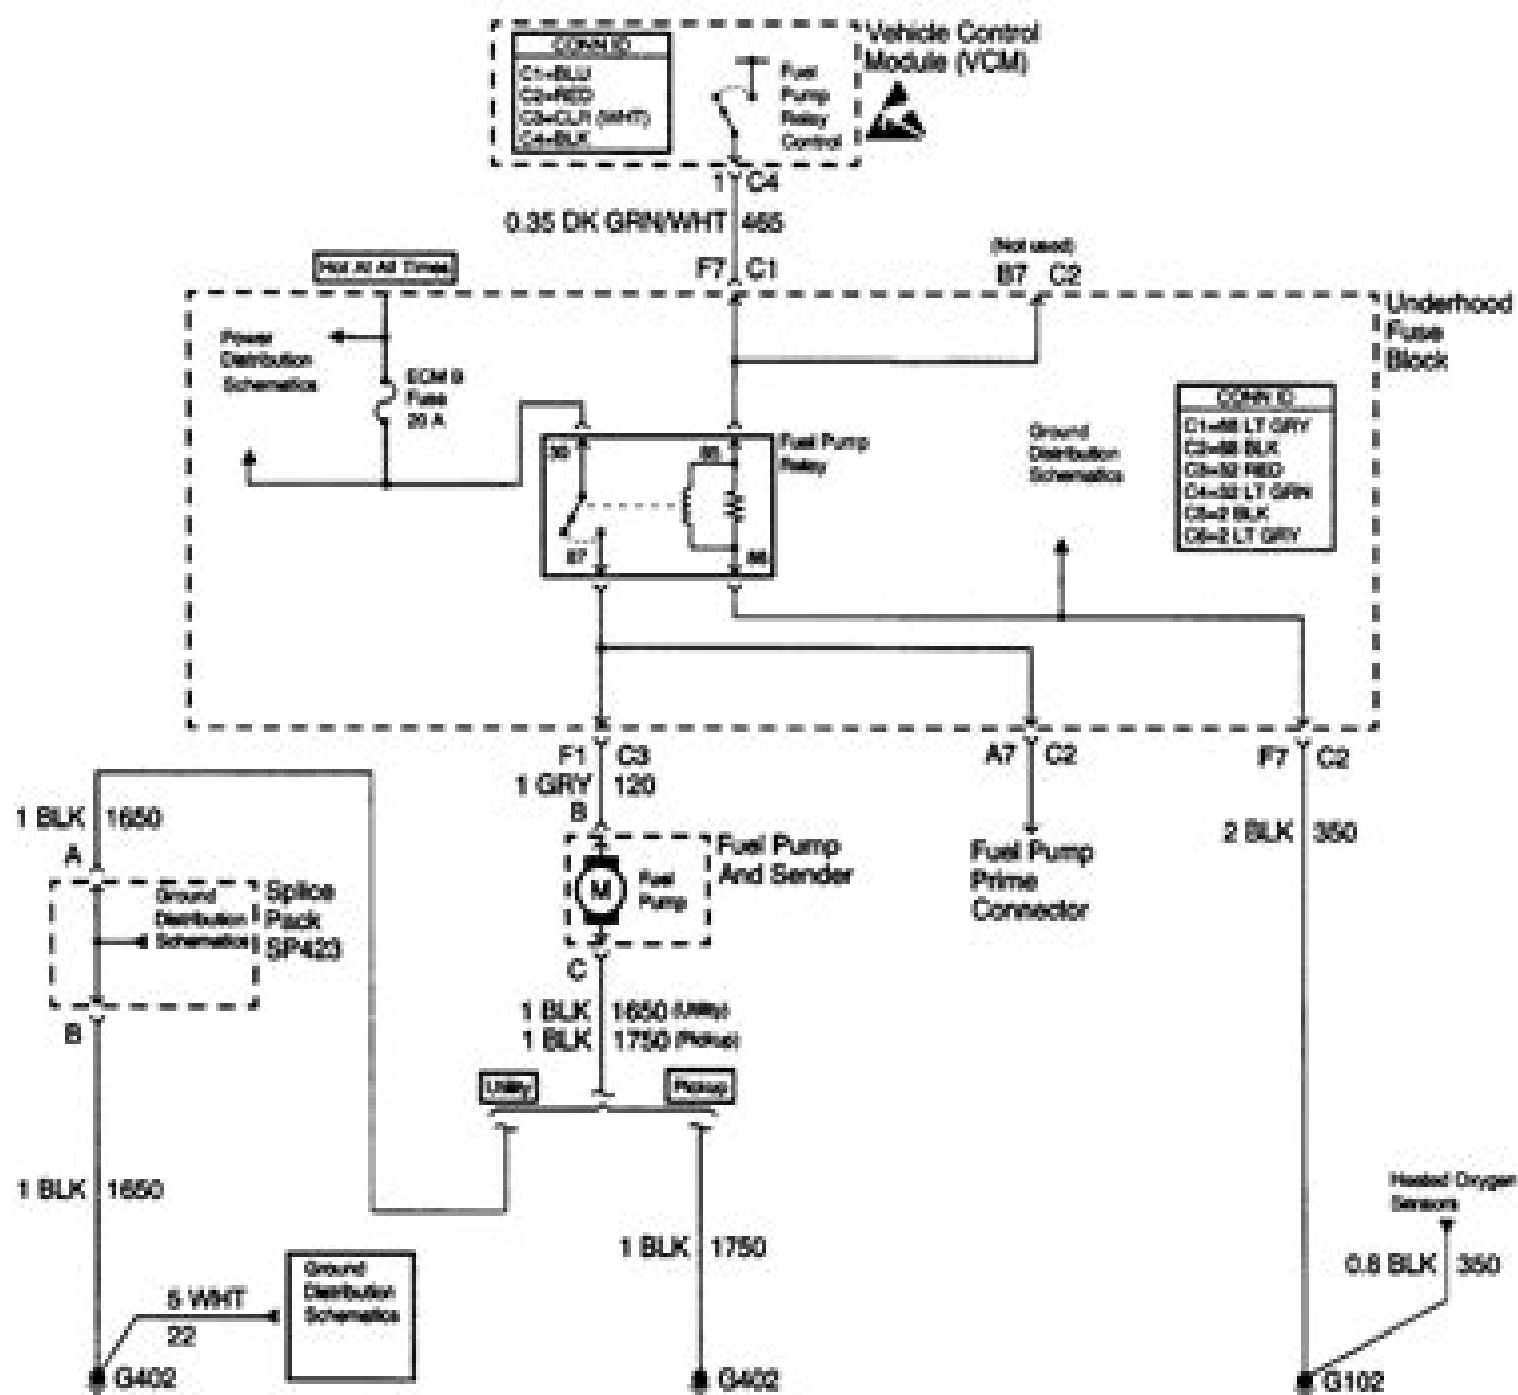 CONN ID
C1=BLU
C2=RED
C3=CLR (WHT)
C4=BLK
Fuel
Pump
Relay
Control
Vehicle Control
Module (VCM)
1 C4
0.35 DK GRN/WHT 465
F7 C1
(Not used)
B7 C2
Hot At All Times
Underhood
Fuse
Block
Power
Distribution
Schematics
ECM B
Fuse
20 A
30
85
87
86
Fuel Pump
Relay
Ground
Distribution
Schematics
CONN ID
C1=68 LT GRY
C2=68 BLK
C3=32 RED
C4=32 LT GRN
C5=2 BLK
C6=2 LT GRY
F1 C3
1 GRY 120
B
A7 C2
F7 C2
1 BLK 1650
A
Ground
Distribution
Schematics
Splice
Pack
SP423
B
M
Fuel
Pump
Fuel Pump
And Sender
C
Fuel Pump
Prime
Connector
2 BLK 350
1 BLK 1650 (Utility)
1 BLK 1750 (Pickup)
Utility
Pickup
1 BLK 1650
1 BLK 1750
Heated Oxygen
Sensors
0.8 BLK 350
5 WHT
22
Ground
Distribution
Schematics
G402
G402
G102